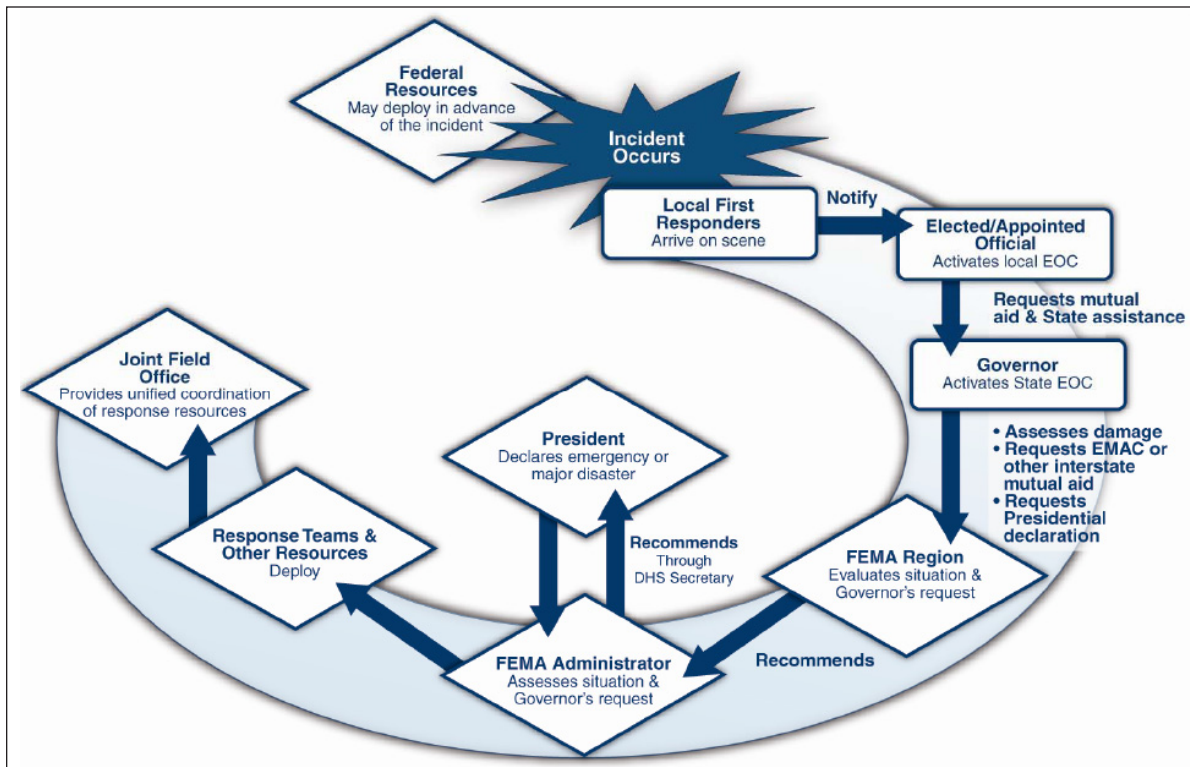 Federal
Resources
May deploy in advance
of the incident
Incident
Occurs
Local First
Responders
Arrive on scene
Notify
Elected/Appointed
Official
Activates local EOC
Requests mutual
aid & State assistance
Governor
Activates State EOC
• Assesses damage
• Requests EMAC or
other interstate
mutual aid
• Requests
Presidential
declaration
FEMA Region
Evaluates situation &
Governor's request
Recommends
FEMA Administrator
Assesses situation &
Governor's request
Recommends
Through
DHS Secretary
President
Declares emergency or
major disaster
Response Teams &
Other Resources
Deploy
Joint Field
Office
Provides unified coordination
of response resources